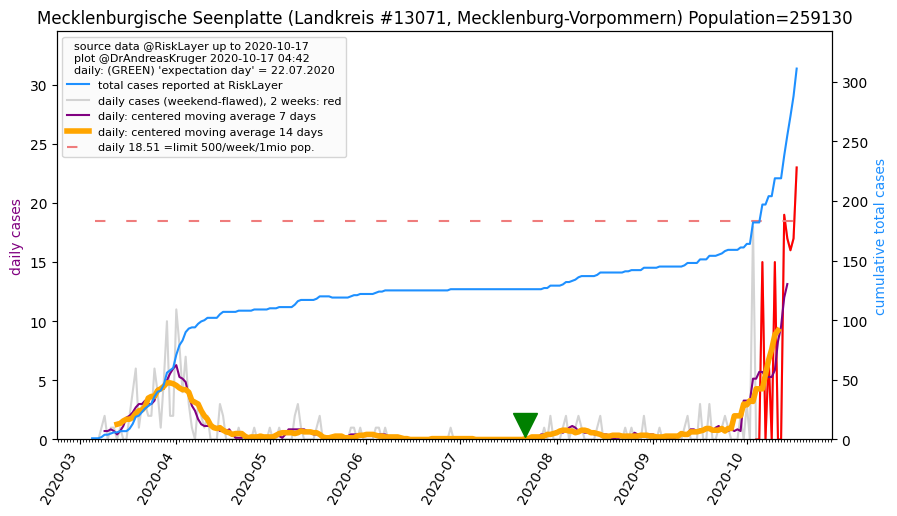 Mecklenburgische Seenplatte (Landkreis #13071, Mecklenburg-Vorpommern) Population=259130
source data @RiskLayer up to 2020-10-17
plot @DrAndreasKruger 2020-10-17 04:42
daily: (GREEN) 'expectation day' = 22.07.2020
total cases reported at RiskLayer
daily cases (weekend-flawed), 2 weeks: red
daily: centered moving average 7 days
daily: centered moving average 14 days
daily 18.51 =limit 500/week/1mio pop.
daily cases
30
25
20
15
10
5
0
300
250
200
150
100
50
0
cumulative total cases
2020-03
2020-04
2020-05
2020-06
2020-07
2020-08
2020-09
2020-10